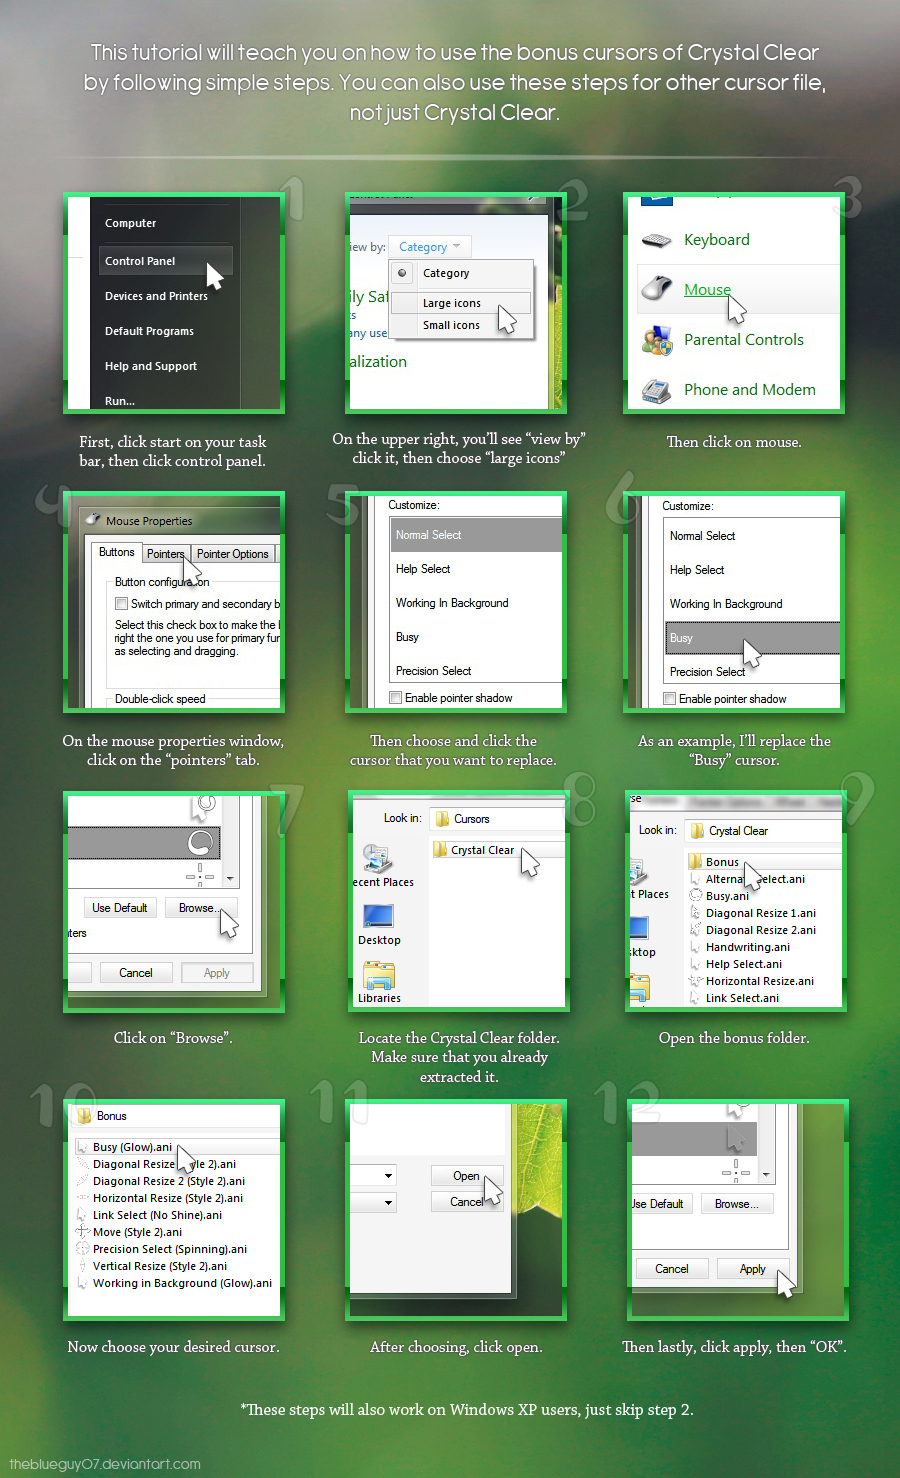 This tutorial will teach you on how to use the bonus cursors of Crystal Clear
by following simple steps. You can also use these steps for other cursor file,
not just Crystal Clear.
1
Computer
Control Panel
Devices and Printers
Default Programs
Help and Support
Run...
First, click start on your task
bar, then click control panel.
2
iew by: Category
Category
Large icons
Small icons
ily Saf
ts
any use
alization
On the upper right, you'll see “view by”
click it, then choose “large icons”
3
Keyboard
Mouse
Parental Controls
Phone and Modem
Then click on mouse.
4
Mouse Properties
Buttons Pointers Pointer Options
Button configuration
Switch primary and secondary b
Select this check box to make the
right the one you use for primary fun
as selecting and dragging.
Double-click speed
On the mouse properties window,
click on the “pointers” tab.
5
Customize:
Normal Select
Help Select
Working In Background
Busy
Precision Select
Enable pointer shadow
Then choose and click the
cursor that you want to replace.
6
Customize:
Normal Select
Help Select
Working In Background
Busy
Precision Select
Enable pointer shadow
As an example, I'll replace the
“Busy” cursor.
7
Use Default Browse...
ters
Cancel Apply
Click on “Browse”.
8
Look in: Cursors
Crystal Clear
ecent Places
Desktop
Libraries
Locate the Crystal Clear folder.
Make sure that you already
extracted it.
9
se
Look in: Crystal Clear
Bonus
Alternat elect.ani
Busy.ani
Diagonal Resize 1.ani
Diagonal Resize 2.ani
Handwriting.ani
Help Select.ani
Horizontal Resize.ani
Link Select.ani
t Places
sktop
Open the bonus folder.
10
Bonus
Busy (Glow).ani
Diagonal Resize yle 2).ani
Diagonal Resize 2 (Style 2).ani
Horizontal Resize (Style 2).ani
Link Select (No Shine).ani
Move (Style 2).ani
Precision Select (Spinning).ani
Vertical Resize (Style 2).ani
Working in Background (Glow).ani
Now choose your desired cursor.
11
Open
Cancel
After choosing, click open.
12
Use Default Browse...
Cancel Apply
Then lastly, click apply, then “OK”.
*These steps will also work on Windows XP users, just skip step 2.
theblueguy07.deviantart.com